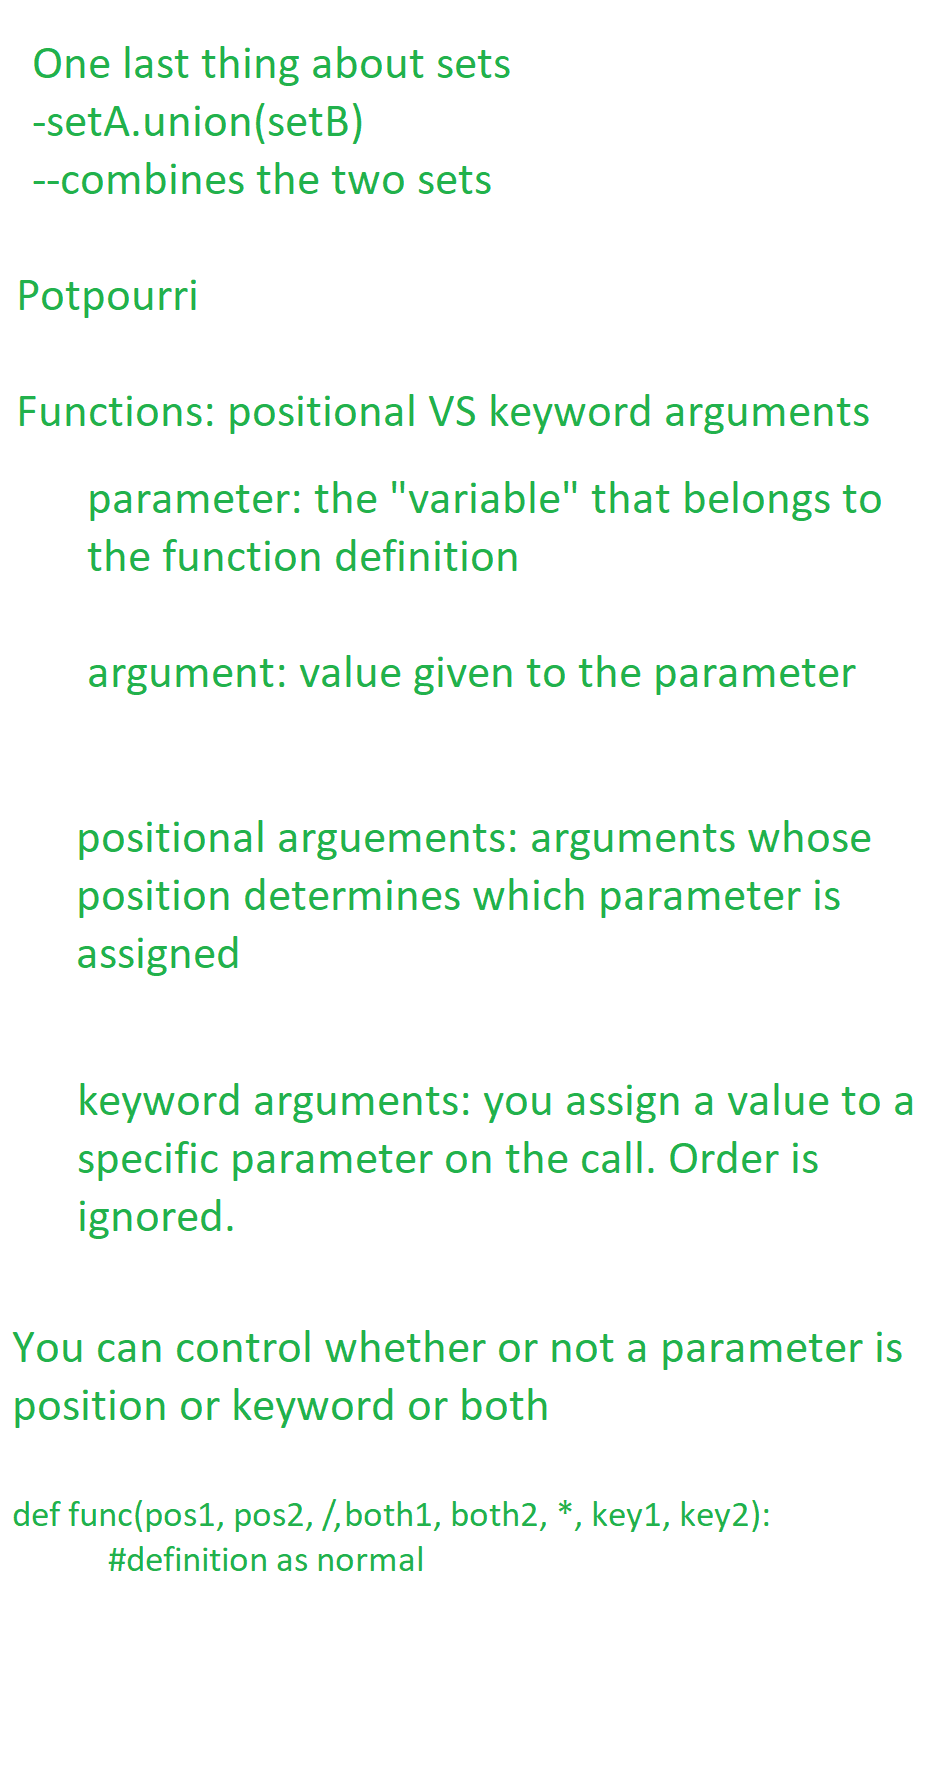 One last thing about sets
-setA.union(setB)
--combines the two sets
Potpourri
Functions: positional VS keyword arguments
parameter: the "variable" that belongs to
the function definition
argument: value given to the parameter
positional arguements: arguments whose
position determines which parameter is
assigned
keyword arguments: you assign a value to a
specific parameter on the call. Order is
ignored.
You can control whether or not a parameter is
position or keyword or both
def func(pos1, pos2, /,both1, both2, *, key1, key2):
#definition as normal